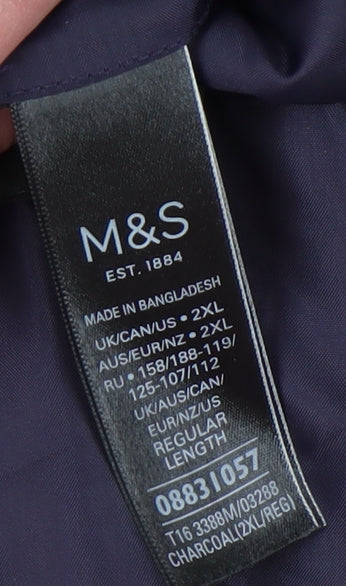 M&S
EST. 1884
MADE IN BANGLADESH
UK/CAN/US • 2XL
AUS/EUR/NZ • 2XL
RU • 158/188-119/
125-107/112
UK/AUS/CAN/
EUR/NZ/US
REGULAR
LENGTH
08831057
T16 3388M/03288
CHARCOAL(2XL/REG)